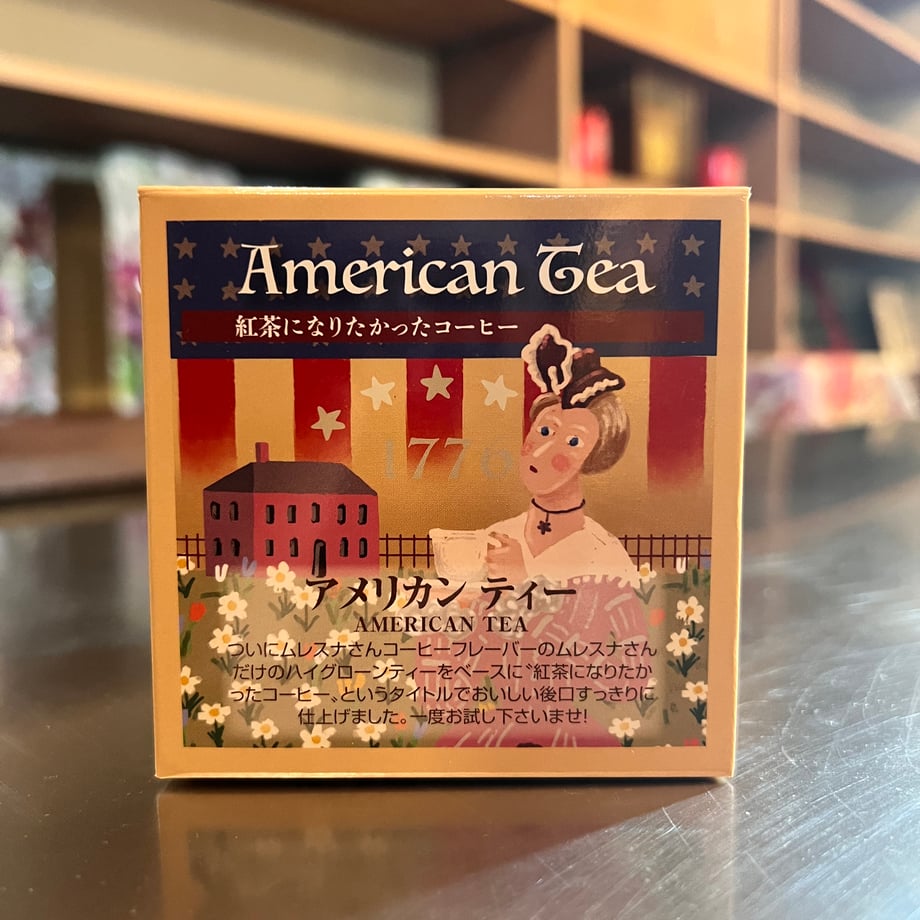 American Tea
紅茶になりたかったコーヒー
1776
アメリカン ティー
AMERICAN TEA
ついにムレスナさんコーヒーフレーバーのムレスナさん
だけのハイグローンティーをベースに〝紅茶になりたか
ったコーヒー〟というタイトルでおいしい後口すっきりに
仕上げました。一度お試し下さいませ!